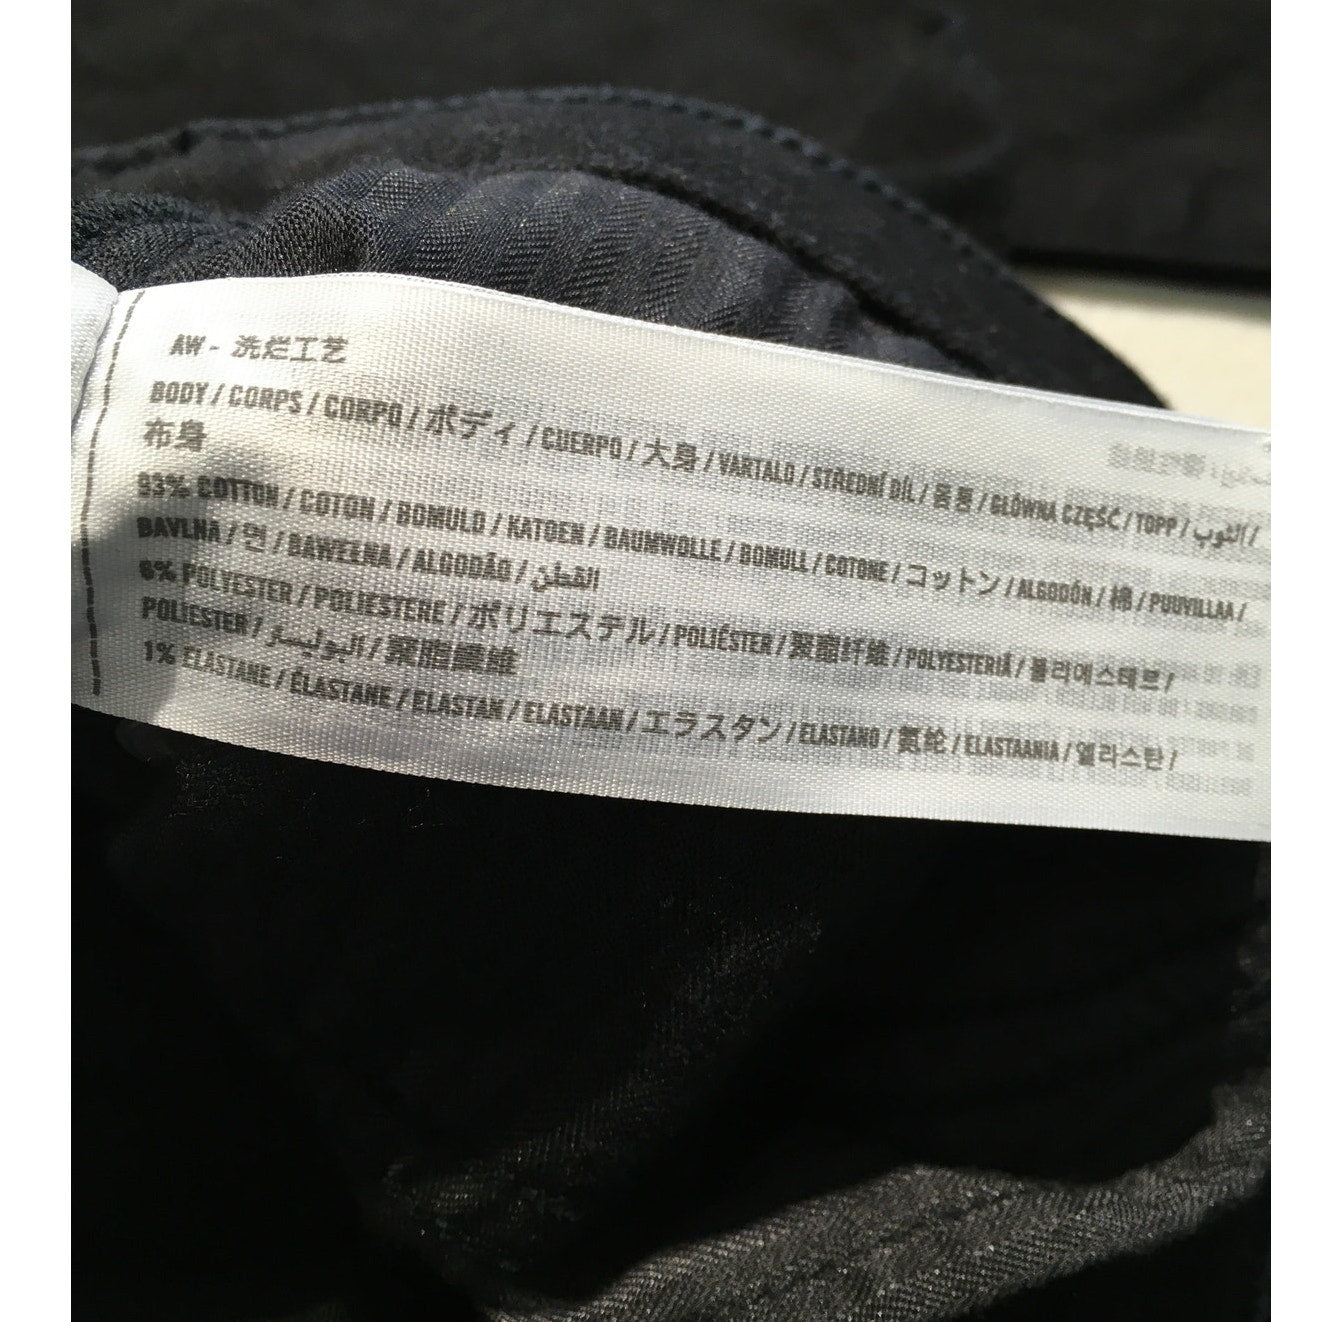 AW - 洗烂工艺
BODY / CORPS / CORPO / ボディ / CUERPO / 大身 / VARTALO / STŘEDNÍ DÍL / 몸통 / GŁÓWNA CZĘŚĆ / TOPP / الثوب /
布身
93% COTTON / COTON / BOMULD / KATOEN / BAUMWOLLE / BOMULL / COTONE / コットン / ALGODÓN / 棉 / PUUVILLAA /
BAVLNA / 면 / BAWEŁNA / ALGODÃO / القطن
6% POLYESTER / POLIESTERE / ポリエステル / POLIÉSTER / 聚酯纤维 / POLYESTERIÄ / 폴리에스테르 /
POLIESTER / البوليستر / 聚脂纖維
1% ELASTANE / ÉLASTANE / ELASTAN / ELASTAAN / エラスタン / ELASTANO / 氨纶 / ELASTAANIA / 엘라스탄 /